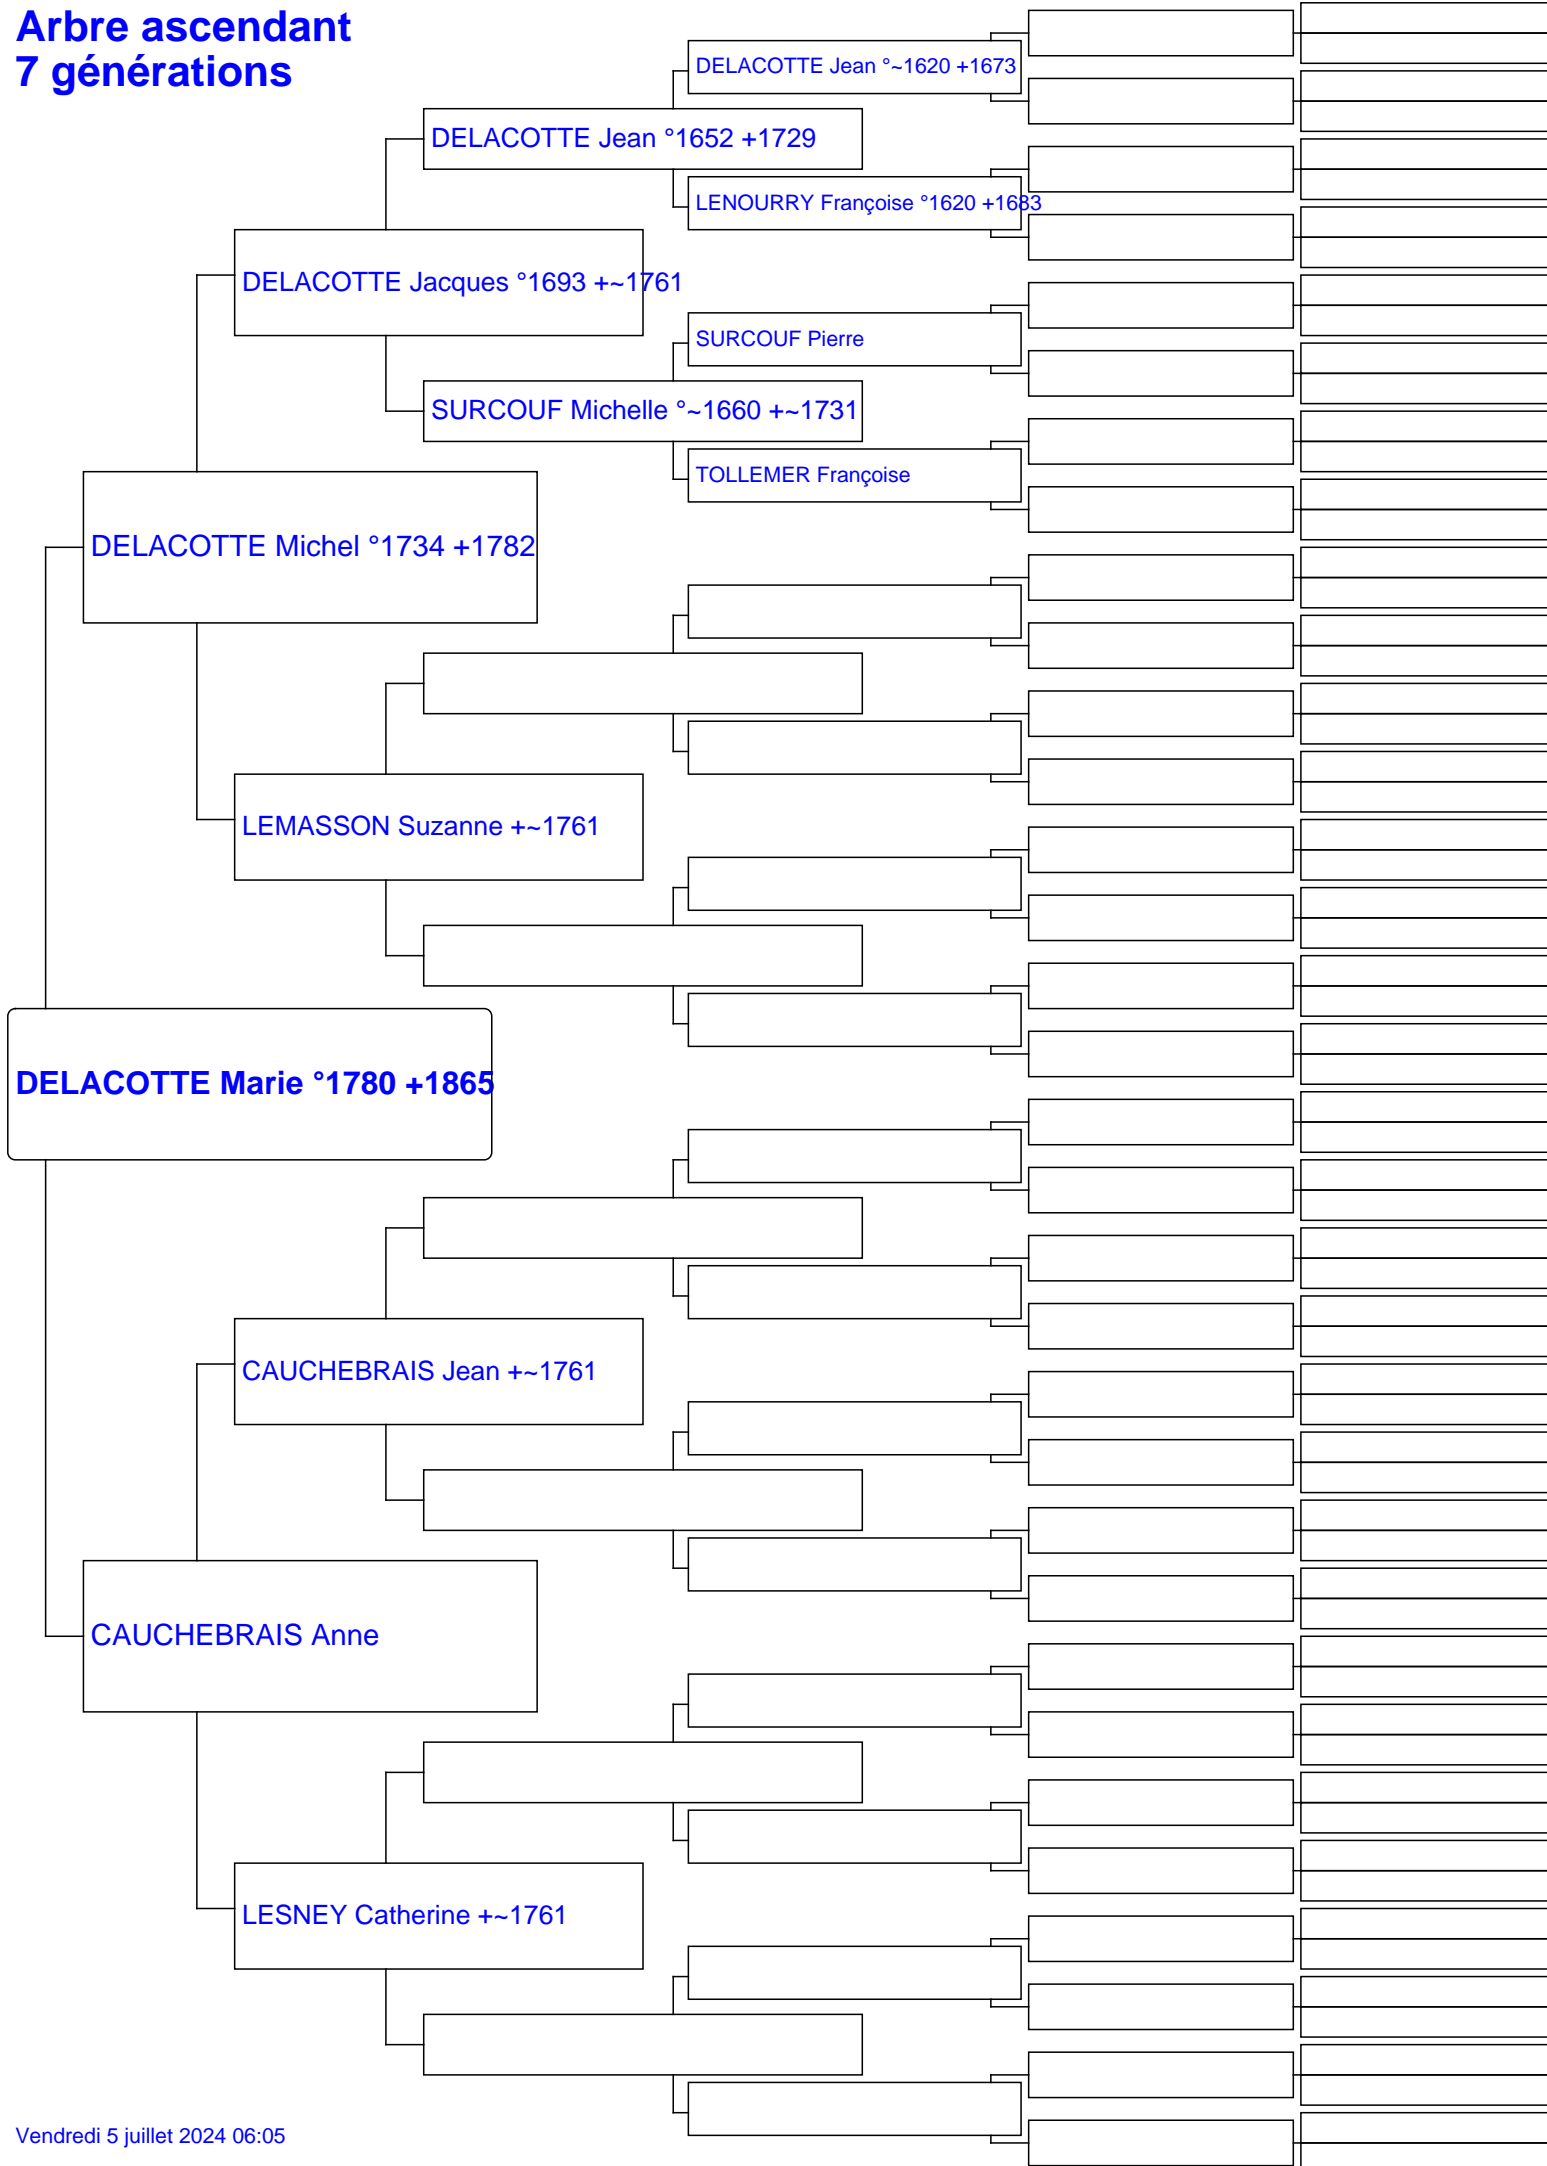 Arbre ascendant
7 générations
DELACOTTE Jean °~1620 +1673
DELACOTTE Jean °1652 +1729
LENOURRY Françoise °1620 +1683
DELACOTTE Jacques °1693 +~1761
SURCOUF Pierre
SURCOUF Michelle °~1660 +~1731
TOLLEMER Françoise
DELACOTTE Michel °1734 +1782
LEMASSON Suzanne +~1761
DELACOTTE Marie °1780 +1865
CAUCHEBRAIS Jean +~1761
CAUCHEBRAIS Anne
LESNEY Catherine +~1761
Vendredi 5 juillet 2024 06:05